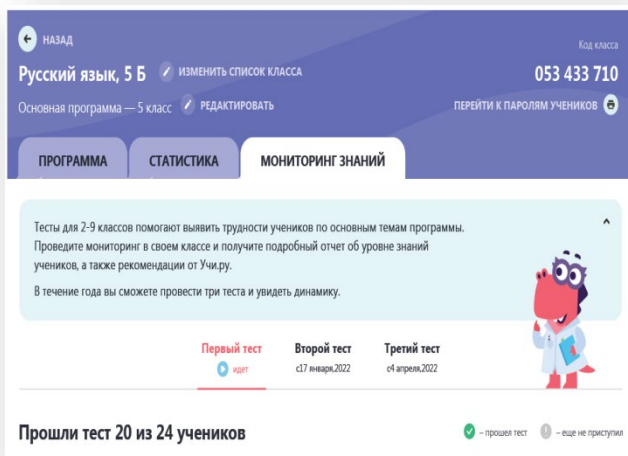 НАЗАД
Код класса
Русский язык, 5 Б ИЗМЕНИТЬ СПИСОК КЛАССА
053 433 710
Основная программа — 5 класс РЕДАКТИРОВАТЬ
ПЕРЕЙТИ К ПАРОЛЯМ УЧЕНИКОВ
ПРОГРАММА СТАТИСТИКА МОНИТОРИНГ ЗНАНИЙ
Тесты для 2-9 классов помогают выявить трудности учеников по основным темам программы.
Проведите мониторинг в своем классе и получите подробный отчет об уровне знаний
учеников, а также рекомендации от Учи.ру.
В течение года вы сможете провести три теста и увидеть динамику.
Первый тест Второй тест Третий тест
идет с17 января,2022 с4 апреля,2022
Прошли тест 20 из 24 учеников
– прошел тест – еще не приступил